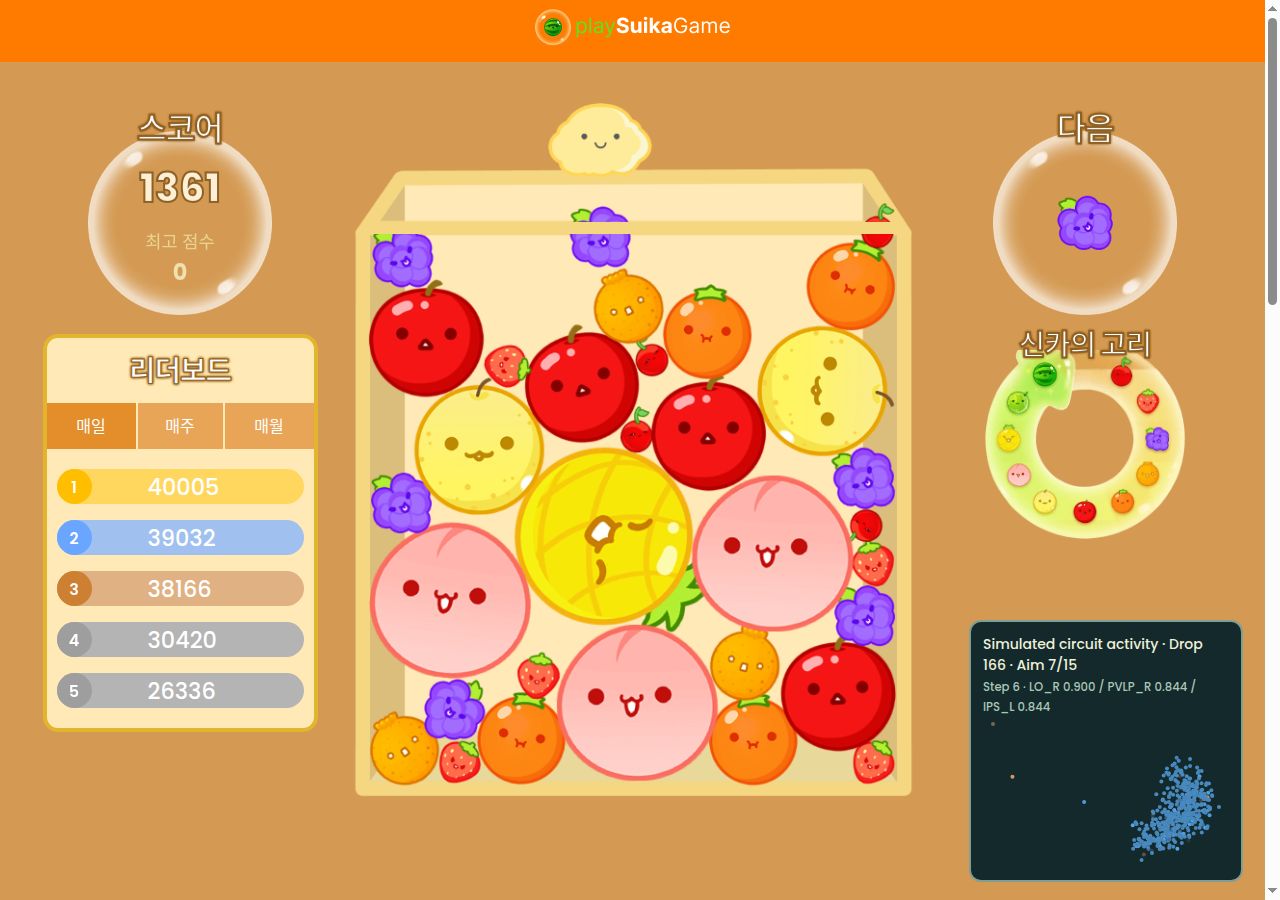 playSuikaGame
스코어
1361
최고 점수
0
다음
신카의 고리
리더보드
매일 매주 매월
1 40005
2 39032
3 38166
4 30420
5 26336
Simulated circuit activity · Drop
166 · Aim 7/15
Step 6 · LO_R 0.900 / PVLP_R 0.844 /
IPS_L 0.844